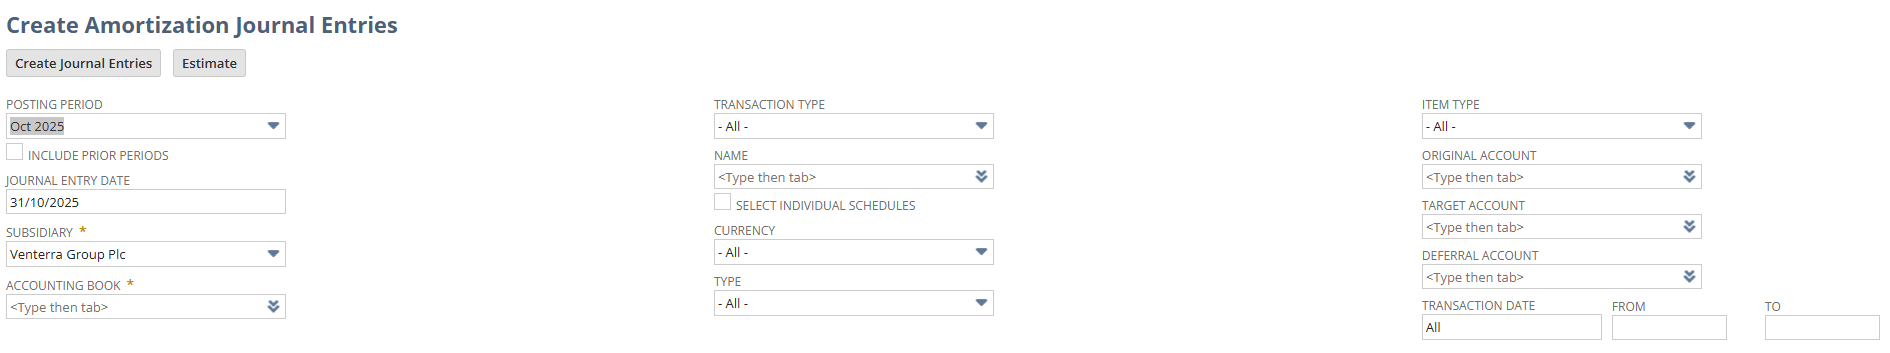 Create Amortization Journal Entries
Create Journal Entries
Estimate
POSTING PERIOD
Oct 2025
INCLUDE PRIOR PERIODS
JOURNAL ENTRY DATE
31/10/2025
SUBSIDIARY *
Venterra Group Plc
ACCOUNTING BOOK *
<Type then tab>
TRANSACTION TYPE
- All -
NAME
<Type then tab>
SELECT INDIVIDUAL SCHEDULES
CURRENCY
- All -
TYPE
- All -
ITEM TYPE
- All -
ORIGINAL ACCOUNT
<Type then tab>
TARGET ACCOUNT
<Type then tab>
DEFERRAL ACCOUNT
<Type then tab>
TRANSACTION DATE
All
FROM
TO